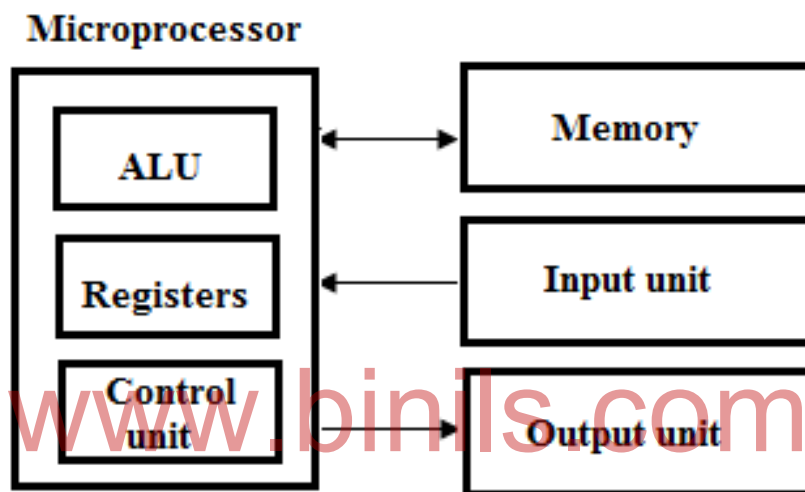 Microprocessor
ALU
Registers
Control
unit
Memory
Input unit
Output unit
www.binils.com